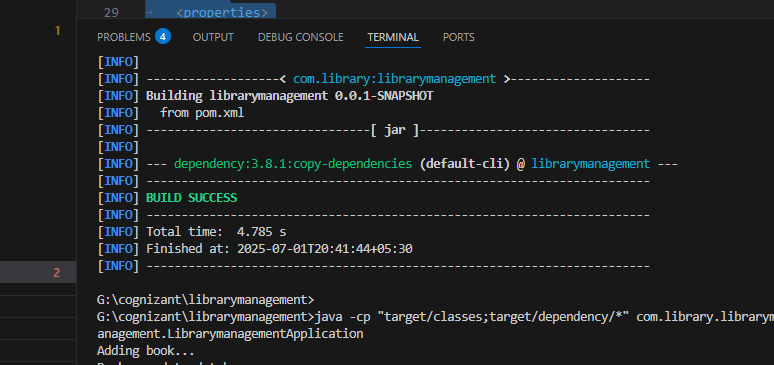 29 <properties>
1
PROBLEMS 4 OUTPUT DEBUG CONSOLE TERMINAL PORTS
[INFO]
[INFO] -------------------< com.library:librarymanagement >--------------------
[INFO] Building librarymanagement 0.0.1-SNAPSHOT
[INFO]   from pom.xml
[INFO] --------------------------------[ jar ]---------------------------------
[INFO]
[INFO] --- dependency:3.8.1:copy-dependencies (default-cli) @ librarymanagement ---
[INFO] ------------------------------------------------------------------------
[INFO] BUILD SUCCESS
[INFO] ------------------------------------------------------------------------
[INFO] Total time:  4.785 s
2
[INFO] Finished at: 2025-07-01T20:41:44+05:30
[INFO] ------------------------------------------------------------------------
G:\cognizant\librarymanagement>
G:\cognizant\librarymanagement>java -cp "target/classes;target/dependency/*" com.library.librarym
anagement.LibrarymanagementApplication
Adding book...